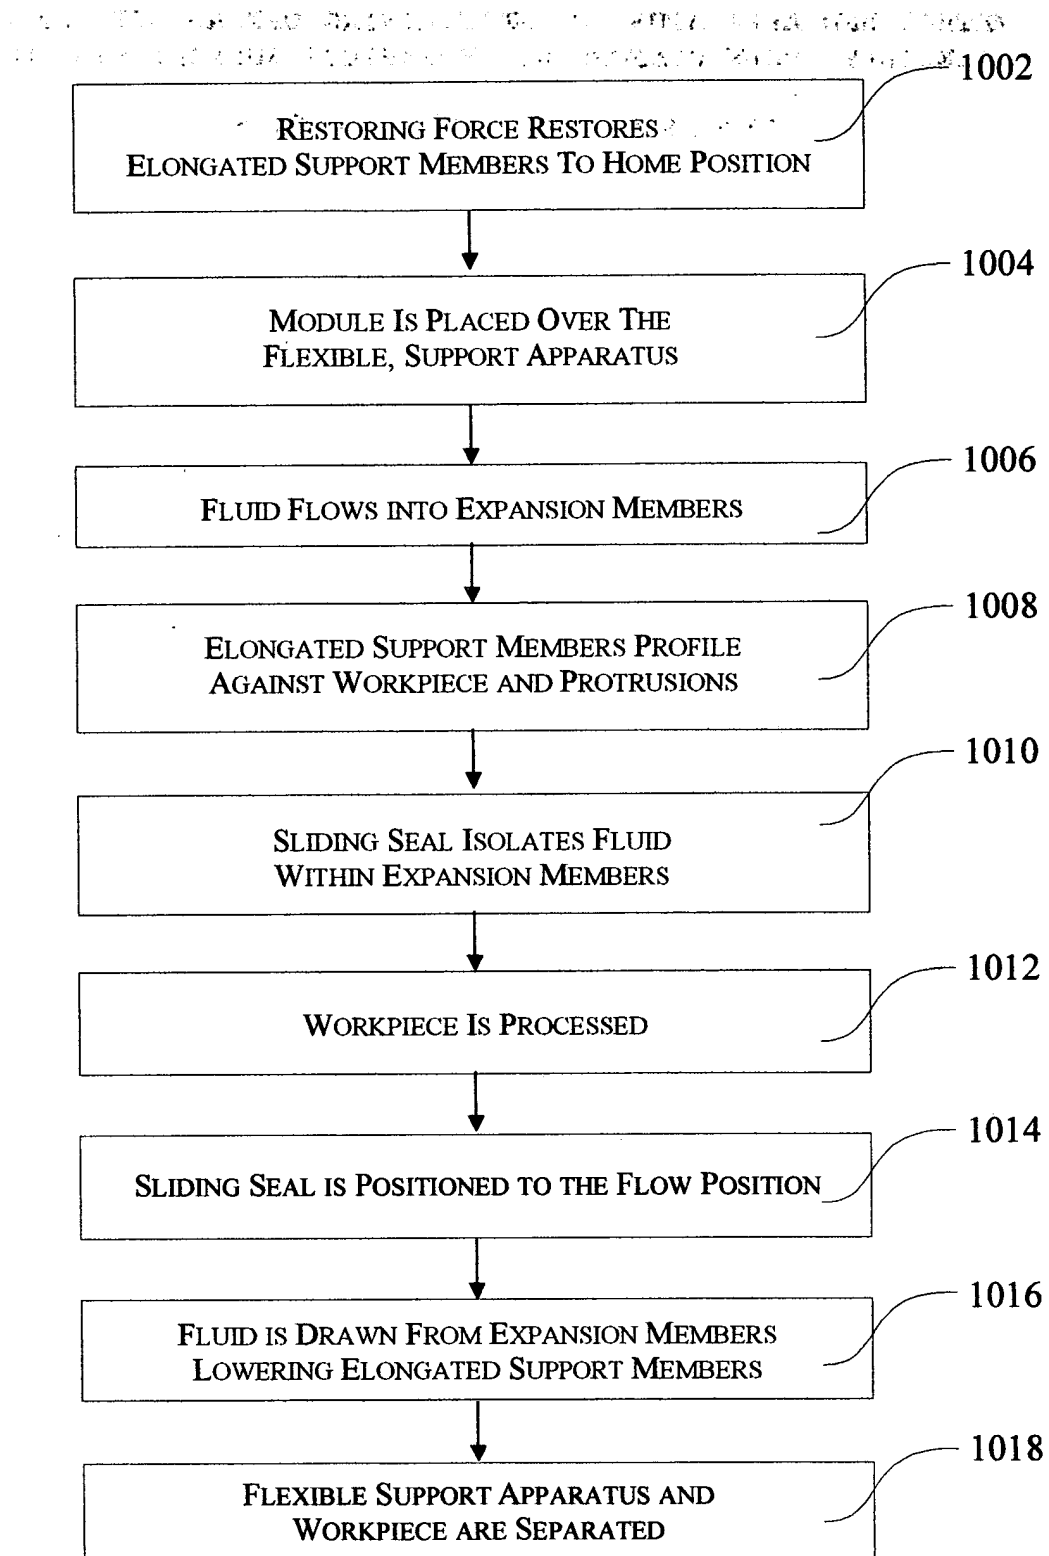 1002
RESTORING FORCE RESTORES
ELONGATED SUPPORT MEMBERS TO HOME POSITION
1004
MODULE IS PLACED OVER THE
FLEXIBLE, SUPPORT APPARATUS
1006
FLUID FLOWS INTO EXPANSION MEMBERS
1008
ELONGATED SUPPORT MEMBERS PROFILE
AGAINST WORKPIECE AND PROTRUSIONS
1010
SLIDING SEAL ISOLATES FLUID
WITHIN EXPANSION MEMBERS
1012
WORKPIECE IS PROCESSED
1014
SLIDING SEAL IS POSITIONED TO THE FLOW POSITION
1016
FLUID IS DRAWN FROM EXPANSION MEMBERS
LOWERING ELONGATED SUPPORT MEMBERS
1018
FLEXIBLE SUPPORT APPARATUS AND
WORKPIECE ARE SEPARATED